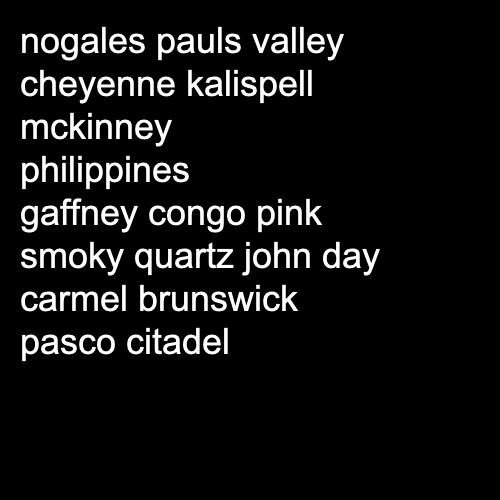 nogales pauls valley
cheyenne kalispell
mckinney
philippines
gaffney congo pink
smoky quartz john day
carmel brunswick
pasco citadel